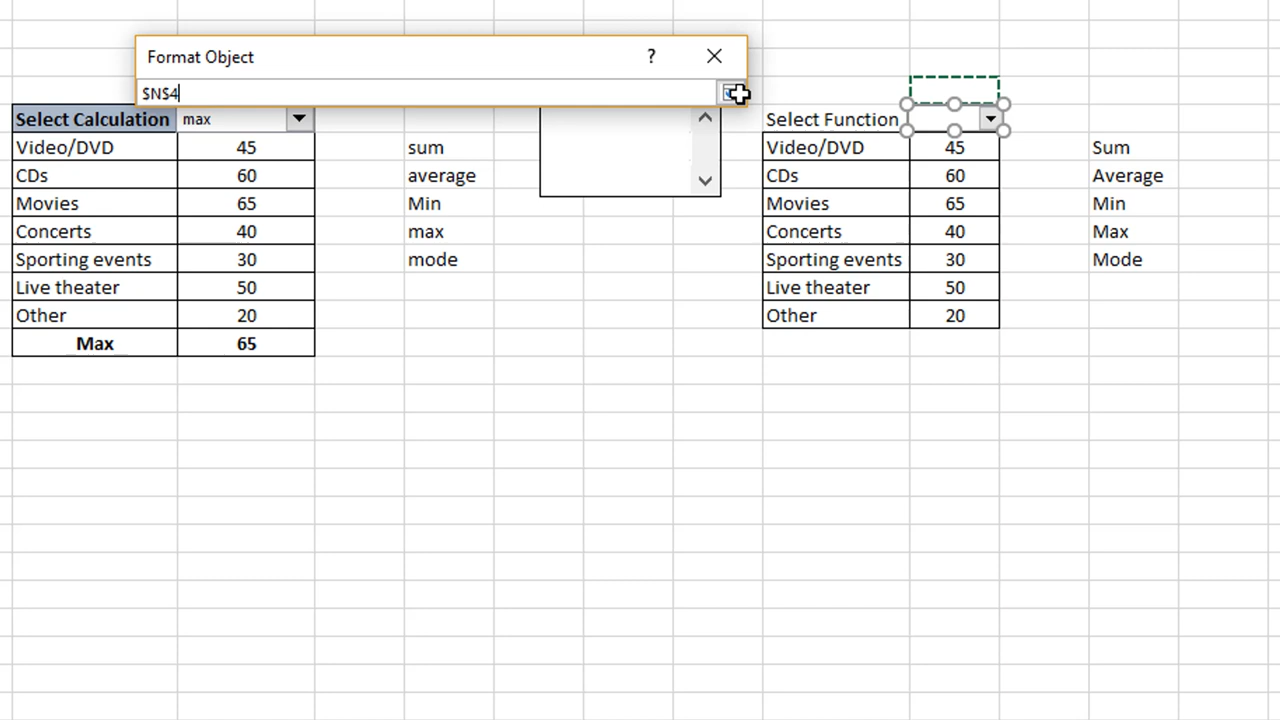 Format Object ?
$N$4
Select Calculation max Select Function
Video/DVD 45 sum Video/DVD 45 Sum
CDs 60 average CDs 60 Average
Movies 65 Min Movies 65 Min
Concerts 40 max Concerts 40 Max
Sporting events 30 mode Sporting events 30 Mode
Live theater 50 Live theater 50
Other 20 Other 20
Max 65